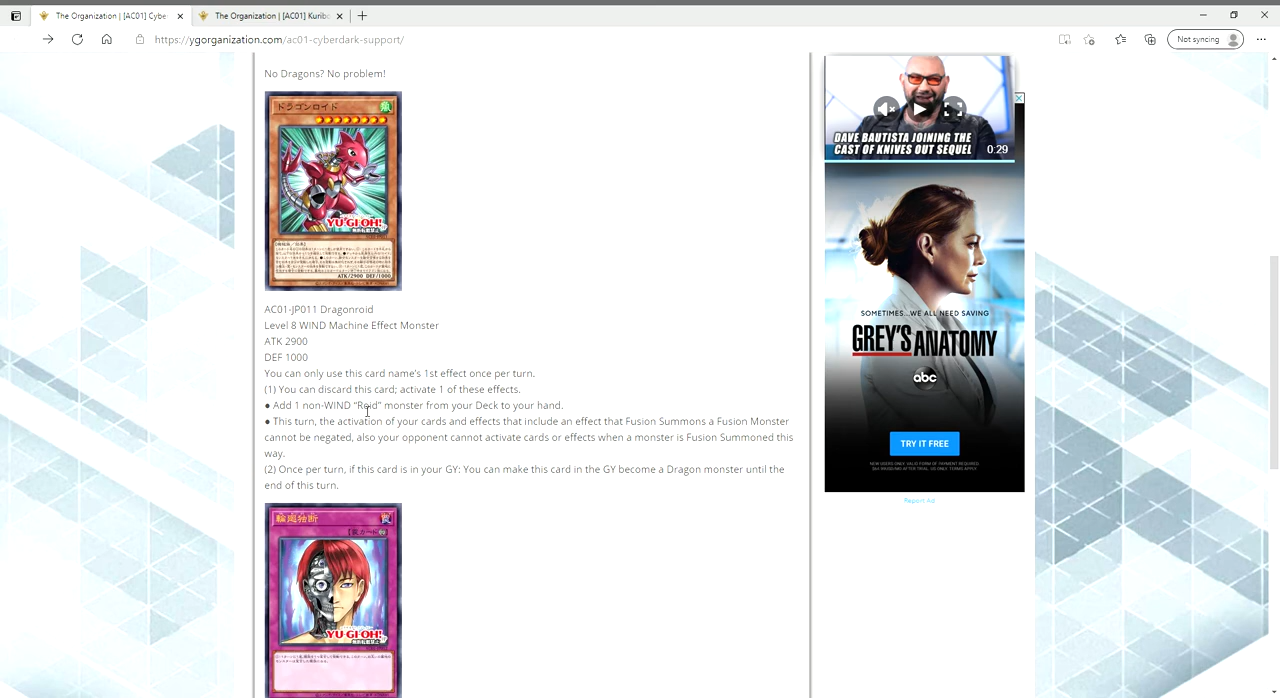 The Organization | [AC01] Cybe
The Organization | [AC01] Kuribo
https://ygorganization.com/ac01-cyberdark-support/
Not syncing
No Dragons? No problem!
ドラゴンロイド
YU-GI-OH!
ATK/2900 DEF/1000
AC01-JP011 Dragonroid
Level 8 WIND Machine Effect Monster
ATK 2900
DEF 1000
You can only use this card name's 1st effect once per turn.
(1) You can discard this card; activate 1 of these effects.
● Add 1 non-WIND “Roid” monster from your Deck to your hand.
● This turn, the activation of your cards and effects that include an effect that Fusion Summons a Fusion Monster
cannot be negated, also your opponent cannot activate cards or effects when a monster is Fusion Summoned this
way.
Once per turn, if this card is in your GY: You can make this card in the GY become a Dragon monster until the
end of this turn.
輪廻独断
YU-GI-OH!
DAVE BAUTISTA JOINING THE
CAST OF KNIVES OUT SEQUEL
0:29
SOMETIMES...WE ALL NEED SAVING
GREY'S ANATOMY
abc
TRY IT FREE
Report Ad